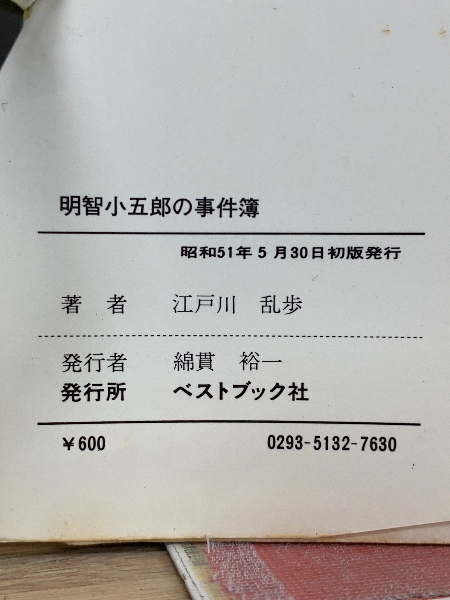 明智小五郎の事件簿
昭和51年5月30日初版発行
著者 江戸川 乱歩
発行者 綿貫 裕一
発行所 ベストブック社
￥600 0293-5132-7630